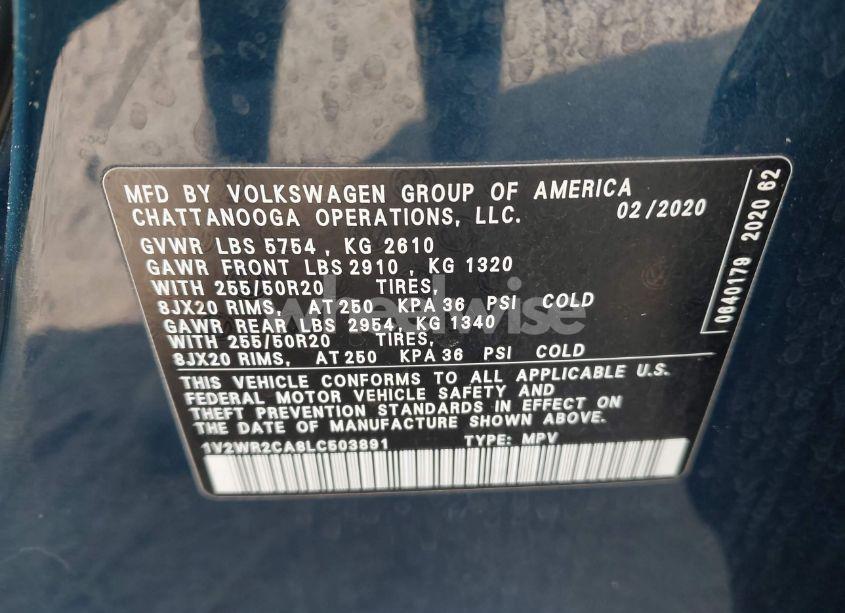 MFD BY VOLKSWAGEN GROUP OF AMERICA
CHATTANOOGA OPERATIONS, LLC. 02/2020
GVWR LBS 5754 , KG 2610
GAWR FRONT LBS 2910 , KG 1320
WITH 255/50R20 TIRES,
8JX20 RIMS, AT 250 KPA 36 PSI COLD
GAWR REAR LBS 2954, KG 1340
WITH 255/50R20 TIRES,
8JX20 RIMS, AT 250 KPA 36 PSI COLD
THIS VEHICLE CONFORMS TO ALL APPLICABLE U.S.
FEDERAL MOTOR VEHICLE SAFETY AND
THEFT PREVENTION STANDARDS IN EFFECT ON
THE DATE OF MANUFACTURE SHOWN ABOVE.
1V2WR2CA8LC503891 TYPE: MPV
0640179 2020 62
wheelwise